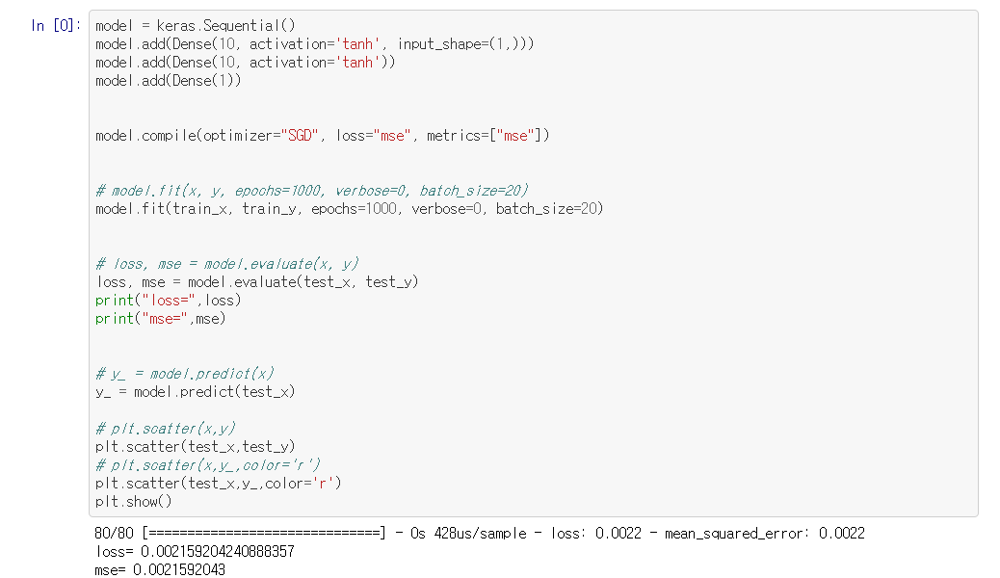 In [0]:
model = keras.Sequential()
model.add(Dense(10, activation='tanh', input_shape=(1,)))
model.add(Dense(10, activation='tanh'))
model.add(Dense(1))
model.compile(optimizer="SGD", loss="mse", metrics=["mse"])
# model.fit(x, y, epochs=1000, verbose=0, batch_size=20)
model.fit(train_x, train_y, epochs=1000, verbose=0, batch_size=20)
# loss, mse = model.evaluate(x, y)
loss, mse = model.evaluate(test_x, test_y)
print("loss=",loss)
print("mse=",mse)
# y_ = model.predict(x)
y_ = model.predict(test_x)
# plt.scatter(x,y)
plt.scatter(test_x,test_y)
# plt.scatter(x,y_,color='r')
plt.scatter(test_x,y_,color='r')
plt.show()
80/80 [==============================] - 0s 428us/sample - loss: 0.0022 - mean_squared_error: 0.0022
loss= 0.002159204240888357
mse= 0.0021592043